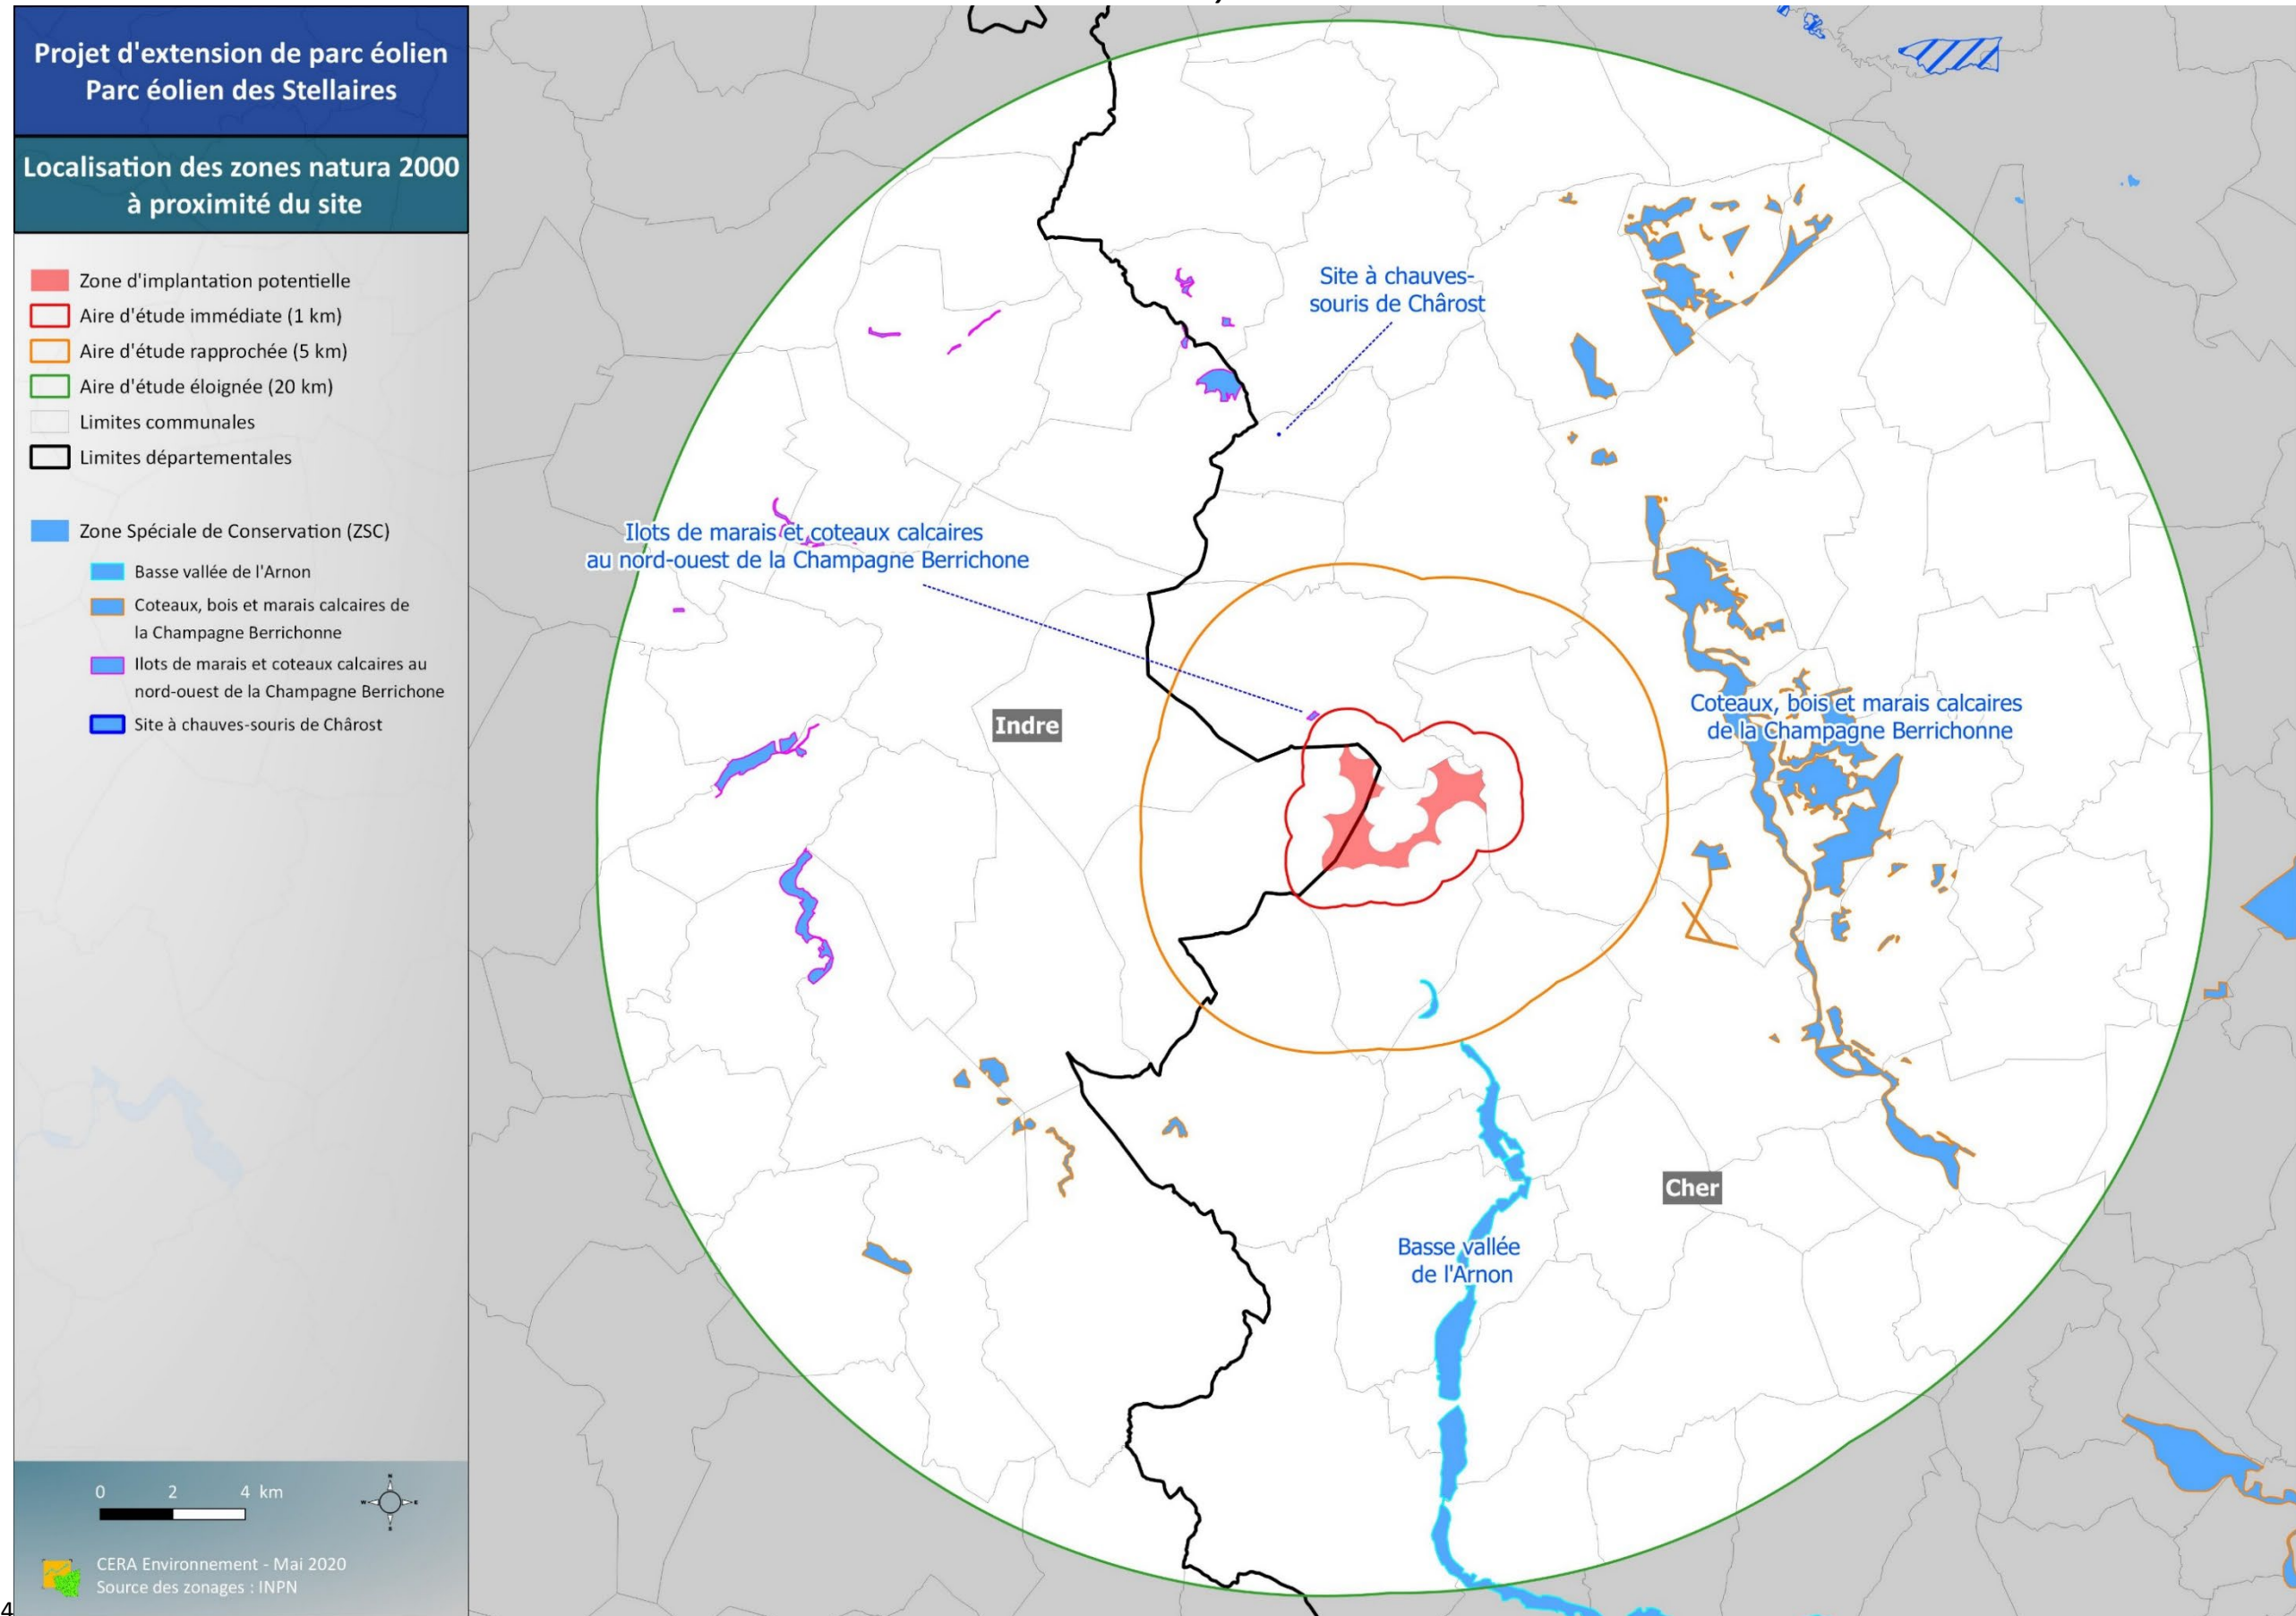 Projet d'extension de parc éolien
Parc éolien des Stellaires
Localisation des zones natura 2000
à proximité du site
Zone d'implantation potentielle
Aire d'étude immédiate (1 km)
Aire d'étude rapprochée (5 km)
Aire d'étude éloignée (20 km)
Limites communales
Limites départementales
Zone Spéciale de Conservation (ZSC)
Basse vallée de l'Arnon
Coteaux, bois et marais calcaires de
la Champagne Berrichonne
Ilots de marais et coteaux calcaires au
nord-ouest de la Champagne Berrichone
Site à chauves-souris de Chârost
0 2 4 km
N
W E
S
CERA Environnement - Mai 2020
Source des zonages : INPN
4
Site à chauves-
souris de Chârost
Ilots de marais et coteaux calcaires
au nord-ouest de la Champagne Berrichone
Indre
Coteaux, bois et marais calcaires
de la Champagne Berrichonne
Cher
Basse vallée
de l'Arnon